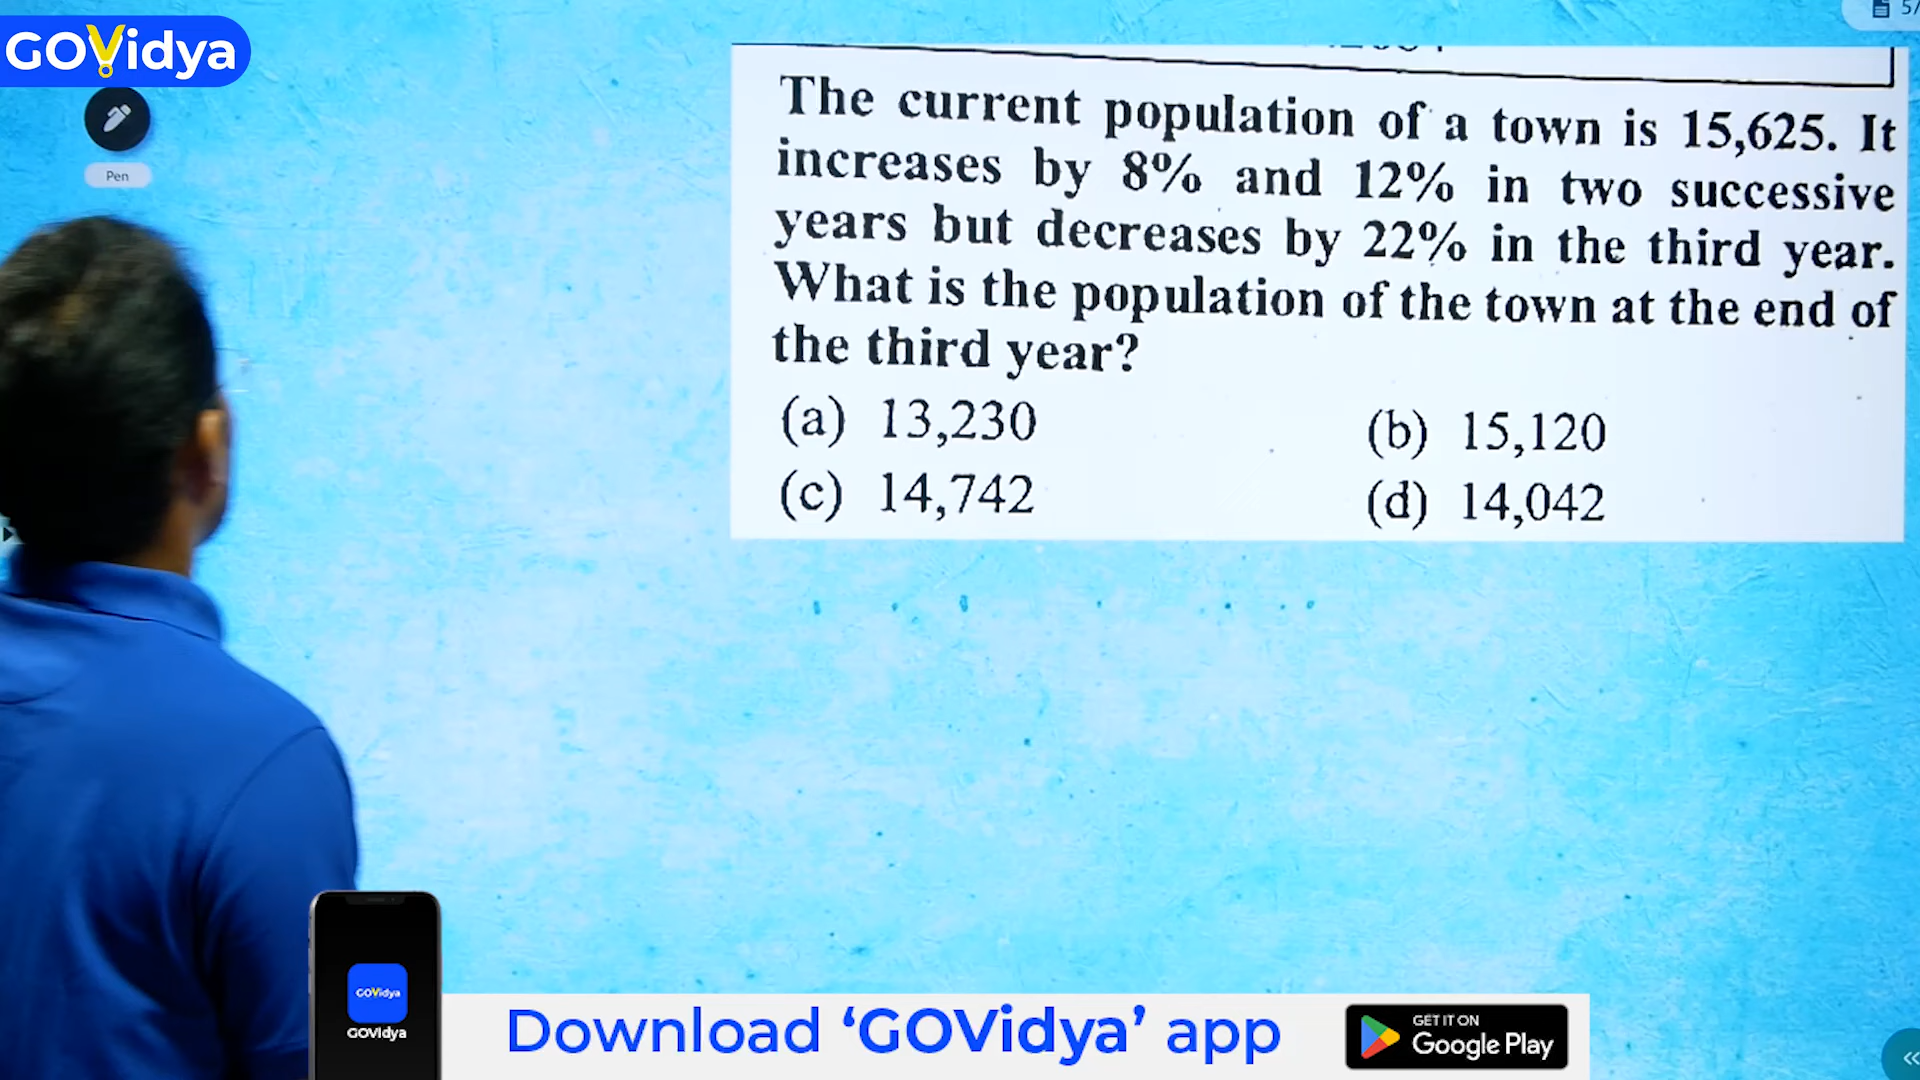 GOVidya
5/
Pen
The current population of a town is 15,625. It
increases by 8% and 12% in two successive
years but decreases by 22% in the third year.
What is the population of the town at the end of
the third year?
(a) 13,230
(b) 15,120
(c) 14,742
(d) 14,042
GOVidya
GOVidya
Download ‘GOVidya’ app
GET IT ON
Google Play